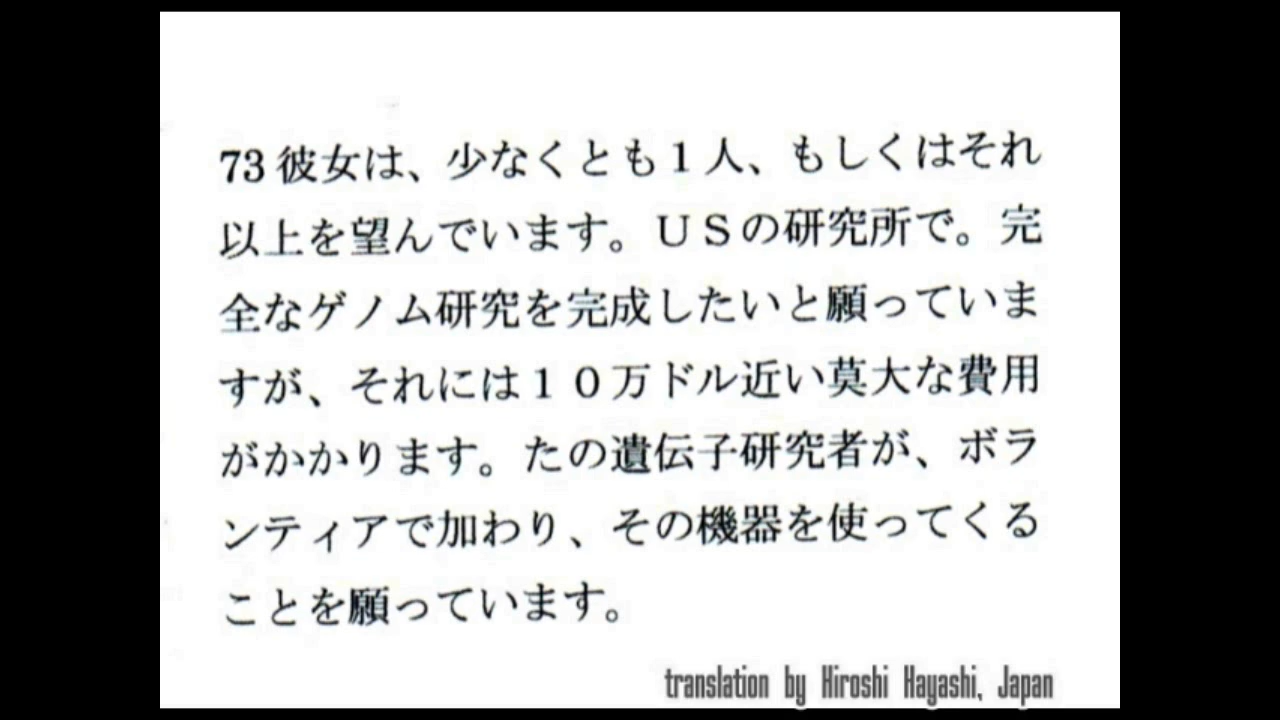 73 彼女は、少なくとも１人、もしくはそれ
以上を望んでいます。ＵＳの研究所で。完
全なゲノム研究を完成したいと願っていま
すが、それには１０万ドル近い莫大な費用
がかかります。たの遺伝子研究者が、ボラ
ンティアで加わり、その機器を使ってくる
ことを願っています。
translation by Hiroshi Hayashi, Japan